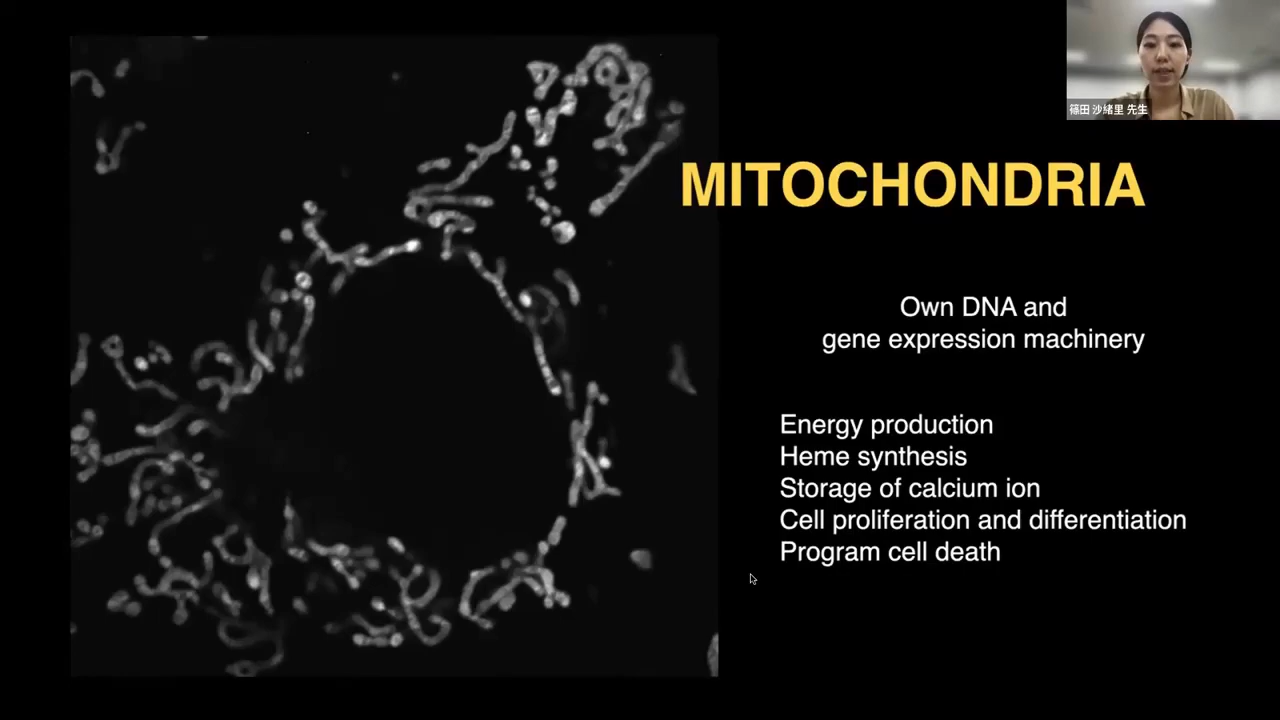 篠田 沙緒里 先生
MITOCHONDRIA
Own DNA and
gene expression machinery
Energy production
Heme synthesis
Storage of calcium ion
Cell proliferation and differentiation
Program cell death